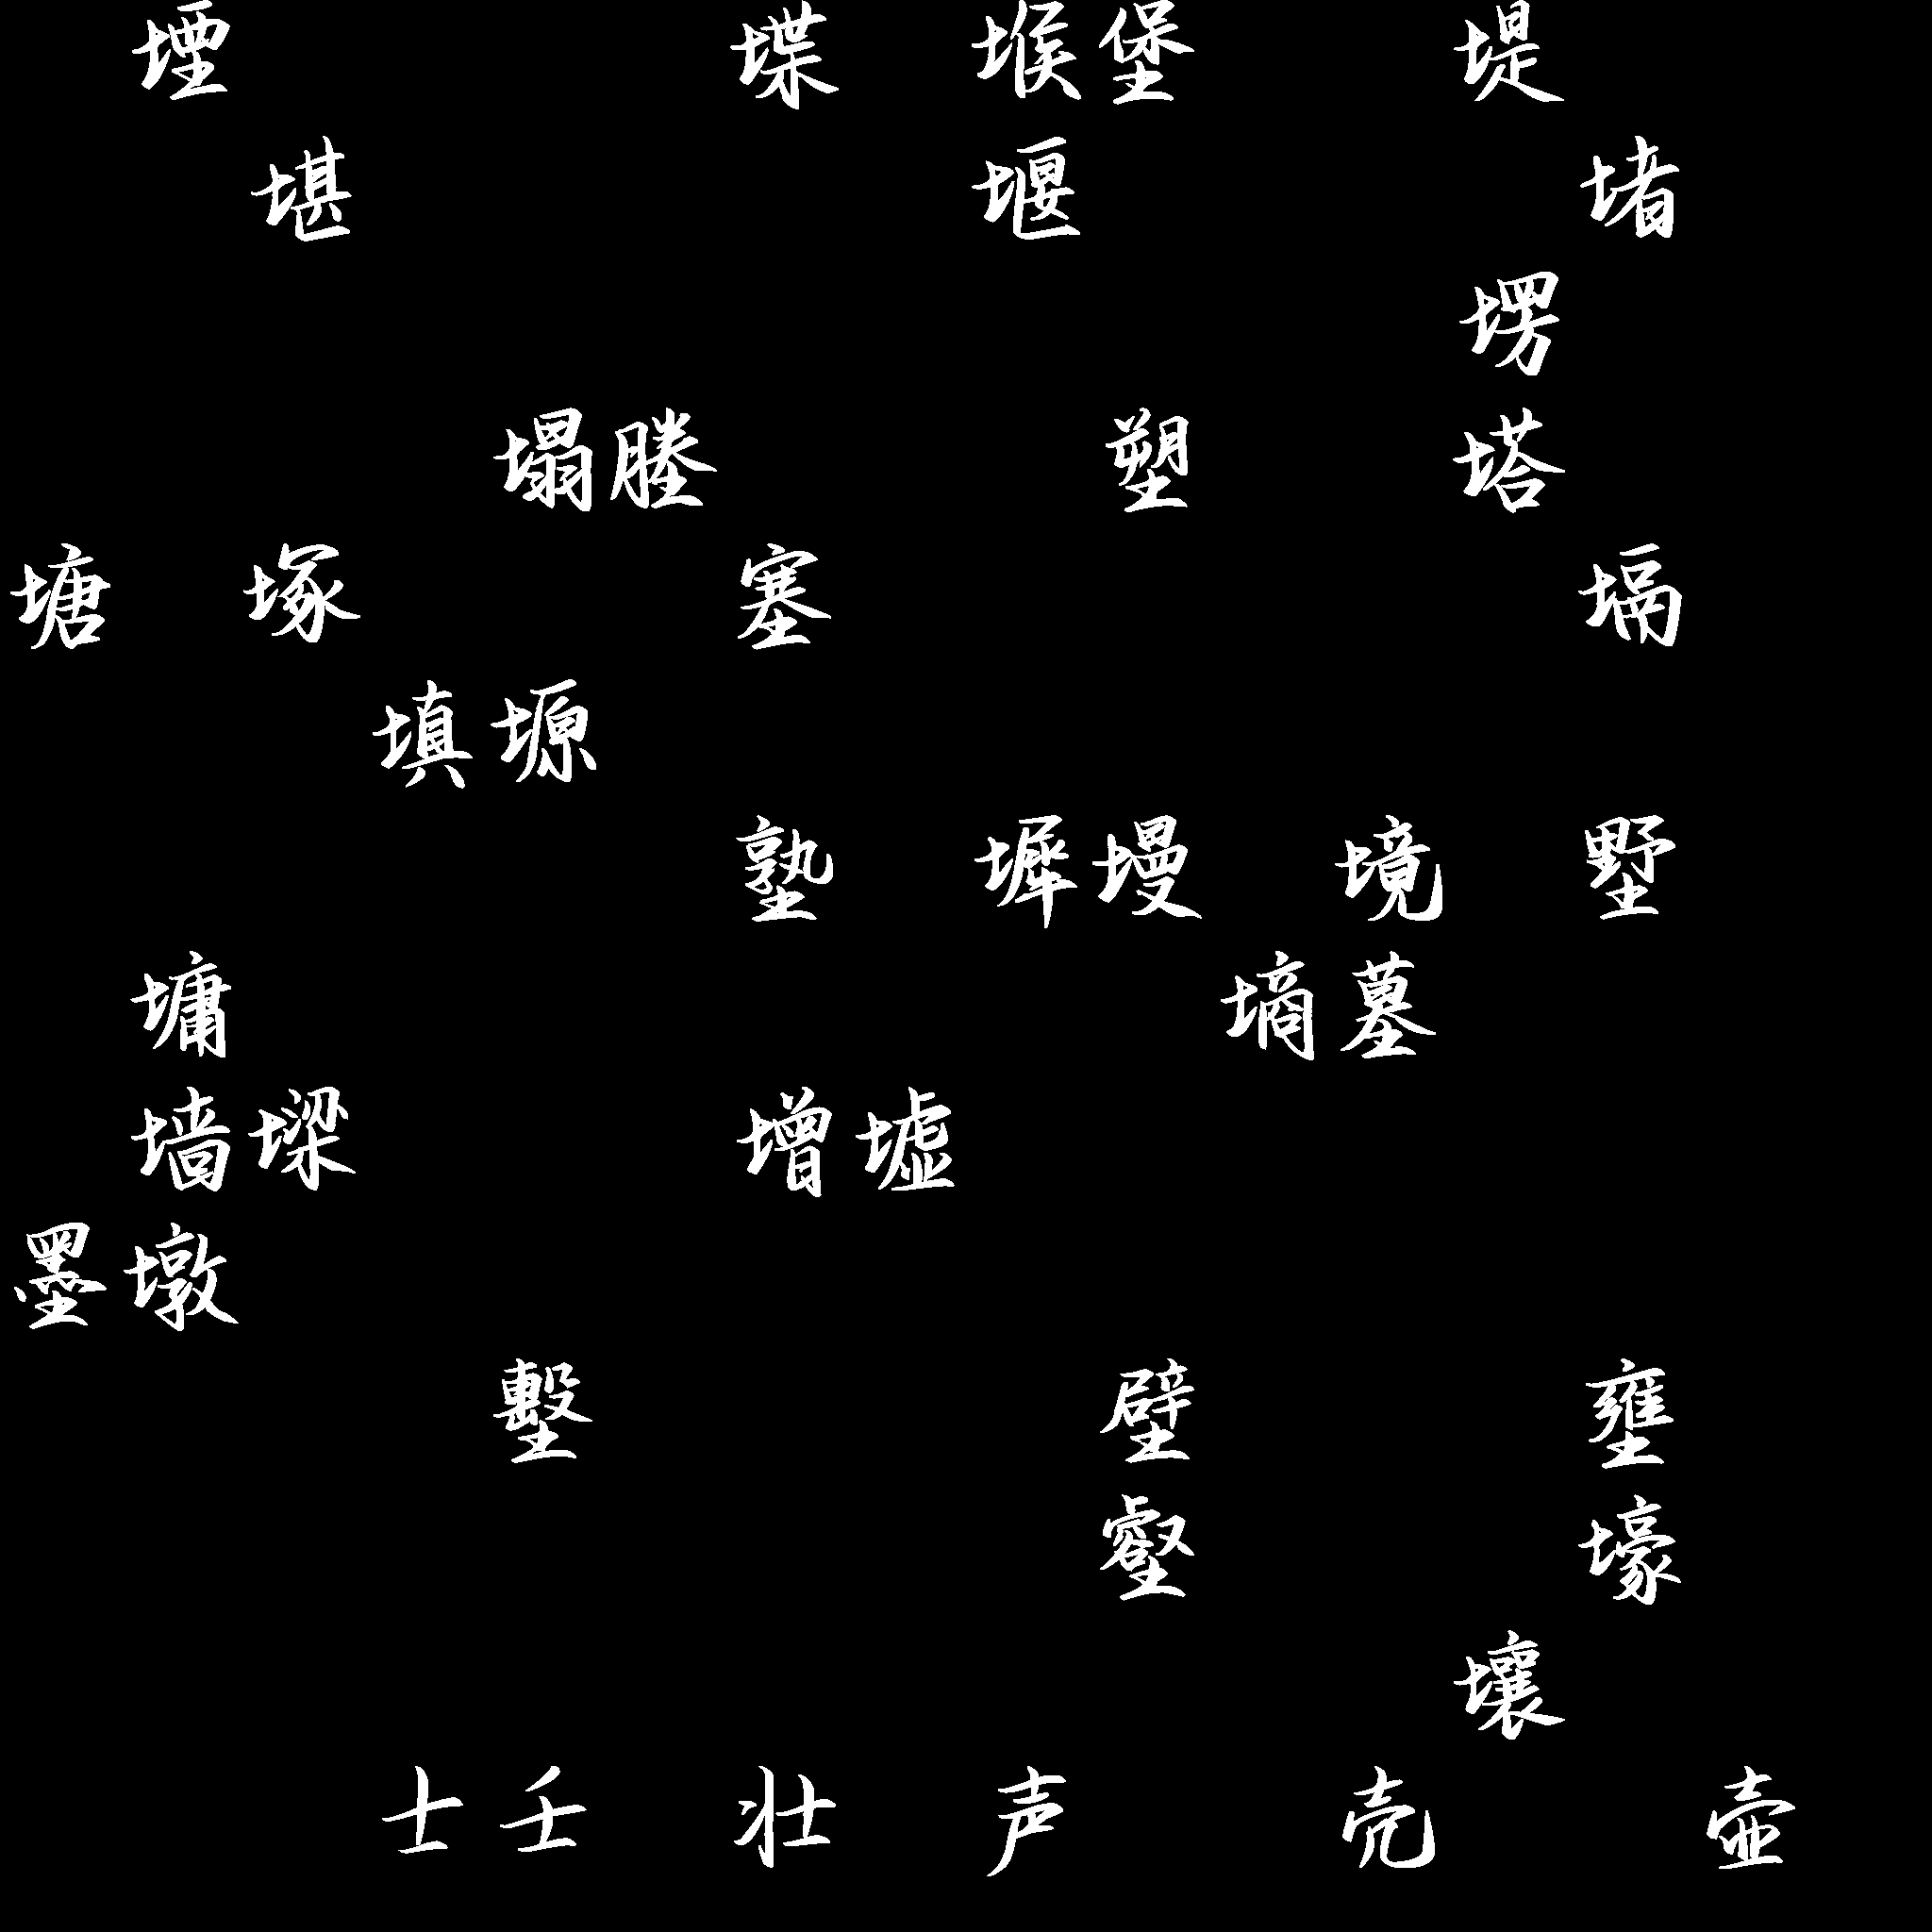 堙 堞 堠 堡 堤
堪 堰 堵
塄
塌 塍 塑 塔
塘 塚 塞 塥
填 塬
塾 墀 墁 境 墅
墉 墒 墓
墙 墚 增 墟
墨 墩
墼 壁 壅
壑 壕
壤
士 壬 壮 声 壳 壶